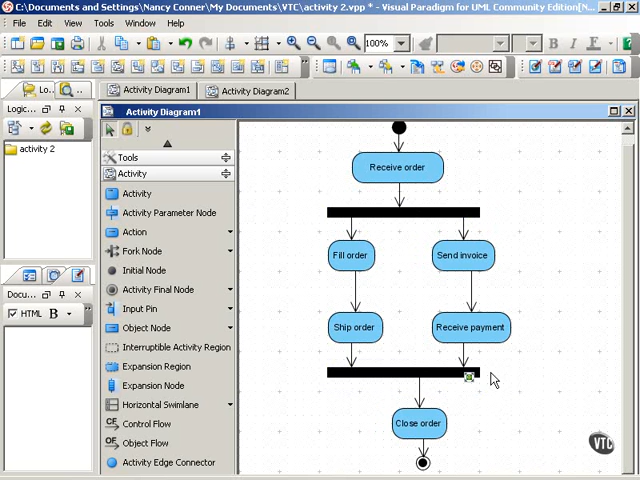 C:\Documents and Settings\Nancy Conner\My Documents\VTC\activity 2.vpp * - Visual Paradigm for UML Community Edition[N...
File Edit View Tools Window Help
100%
B I
Lo... Activity Diagram1 Activity Diagram2
Logic...
activity 2
Activity Diagram1
Tools
Activity
Activity
Activity Parameter Node
Action
Fork Node
Initial Node
Activity Final Node
Input Pin
Object Node
Interruptible Activity Region
Expansion Region
Expansion Node
Horizontal Swimlane
CF Control Flow
OF Object Flow
Activity Edge Connector
Docu...
HTML B
Receive order
Fill order Send invoice
Ship order Receive payment
Close order
VTC